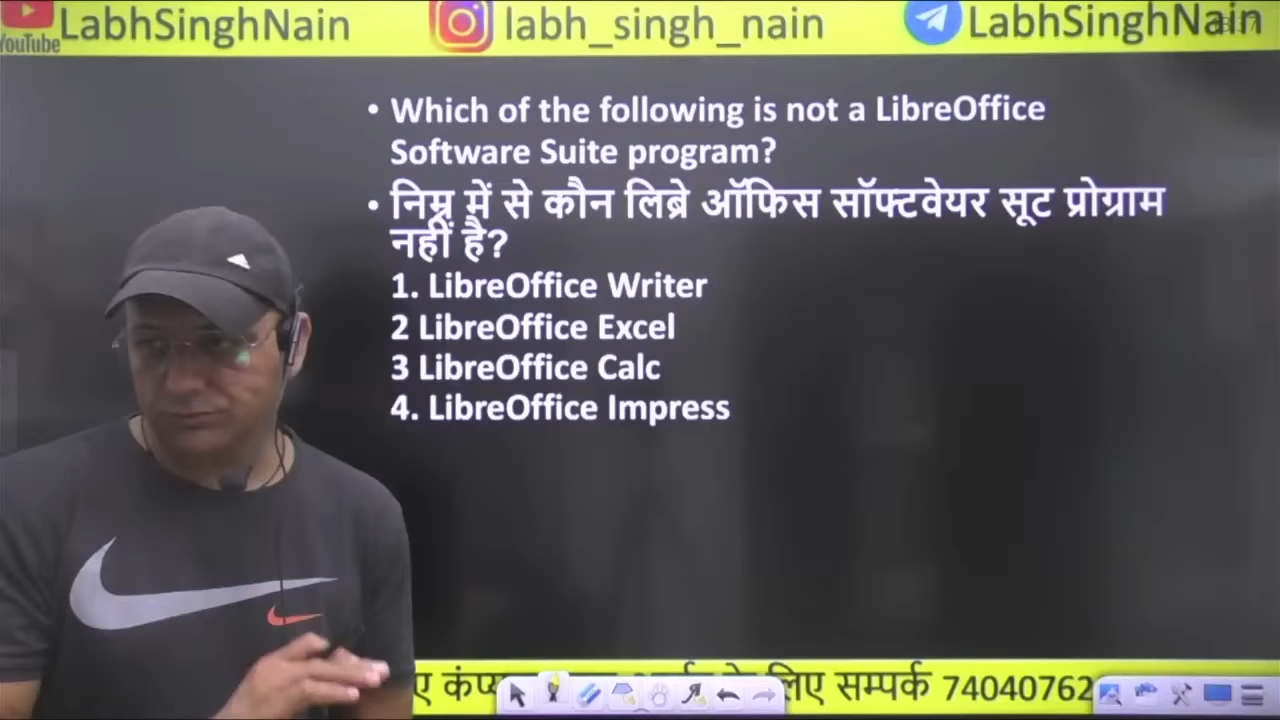 YouTube
LabhSinghNain
labh_singh_nain
LabhSinghNain
• Which of the following is not a LibreOffice
Software Suite program?
• निम्न में से कौन लिब्रे ऑफिस सॉफ्टवेयर सूट प्रोग्राम
नहीं है?
1. LibreOffice Writer
2 LibreOffice Excel
3 LibreOffice Calc
4. LibreOffice Impress
लिए सम्पर्क 74040762